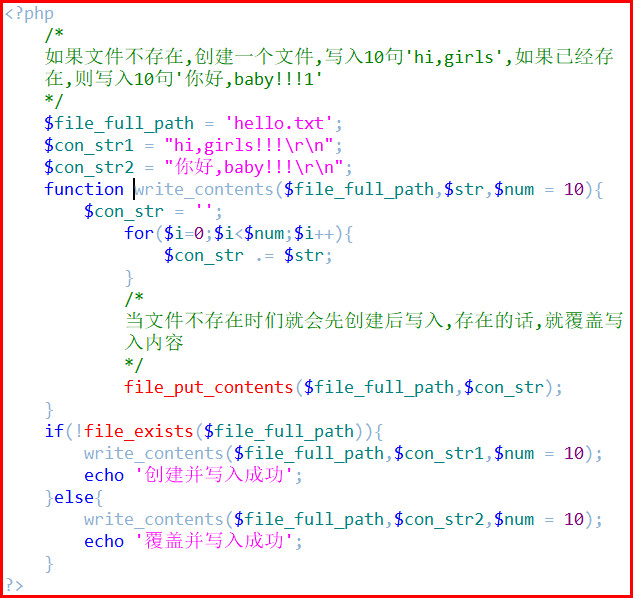 <?php
/*
如果文件不存在,创建一个文件,写入10句'hi,girls',如果已经存
在,则写入10句'你好,baby!!!1'
*/
$file_full_path = 'hello.txt';
$con_str1 = "hi,girls!!!\r\n";
$con_str2 = "你好,baby!!!\r\n";
function write_contents($file_full_path,$str,$num = 10){
$con_str = '';
for($i=0;$i<$num;$i++){
$con_str .= $str;
}
/*
当文件不存在时们就会先创建后写入,存在的话,就覆盖写
入内容
*/
file_put_contents($file_full_path,$con_str);
}
if(!file_exists($file_full_path)){
write_contents($file_full_path,$con_str1,$num = 10);
echo '创建并写入成功';
}else{
write_contents($file_full_path,$con_str2,$num = 10);
echo '覆盖并写入成功';
}
?>